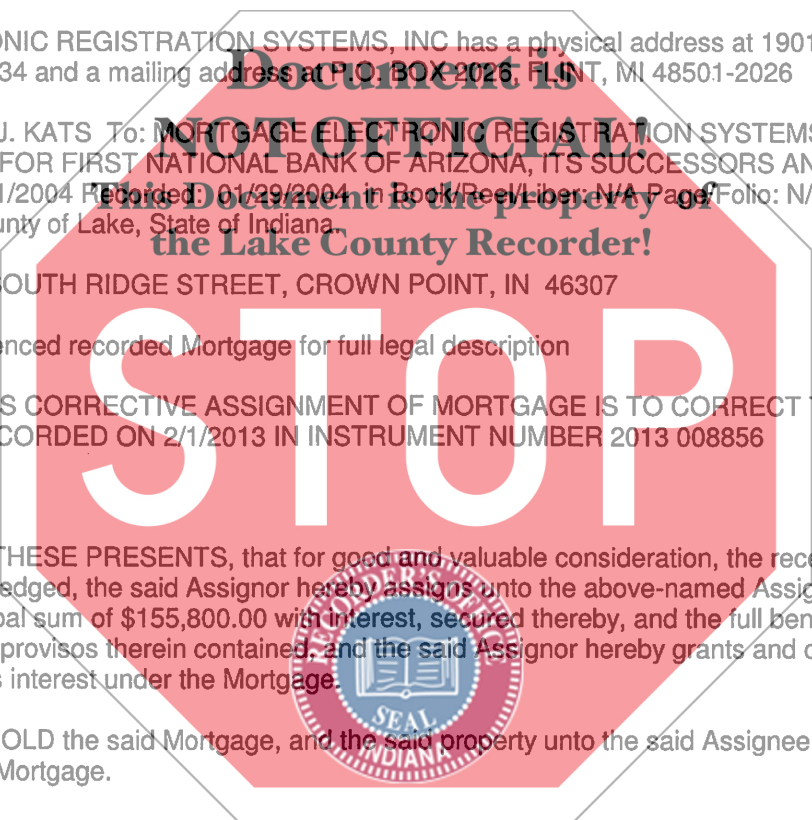 ONIC REGISTRATION SYSTEMS, INC has a physical address at 1901
34 and a mailing address at P.O. BOX 2026, FLINT, MI 48501-2026
Document is
J. KATS To: MORTGAGE ELECTRONIC REGISTRATION SYSTEMS
NOT OFFICIAL!
FOR FIRST NATIONAL BANK OF ARIZONA, ITS SUCCESSORS AN
1/2004 Recorded: 01/29/2004 in Book/Reel/Liber: N/A Page/Folio: N/
This Document is the property of
unty of Lake, State of Indiana.
the Lake County Recorder!
SOUTH RIDGE STREET, CROWN POINT, IN 46307
enced recorded Mortgage for full legal description
STOP
S CORRECTIVE ASSIGNMENT OF MORTGAGE IS TO CORRECT
CORDED ON 2/1/2013 IN INSTRUMENT NUMBER 2013 008856
THESE PRESENTS, that for good and valuable consideration, the rec
edged, the said Assignor hereby assigns unto the above-named Assig
pal sum of $155,800.00 with interest, secured thereby, and the full ben
provisos therein contained, and the said Assignor hereby grants and
s interest under the Mortgage.
RECORDER'S OFFICE
SEAL
INDIANA
OLD the said Mortgage, and the said property unto the said Assignee
Mortgage.